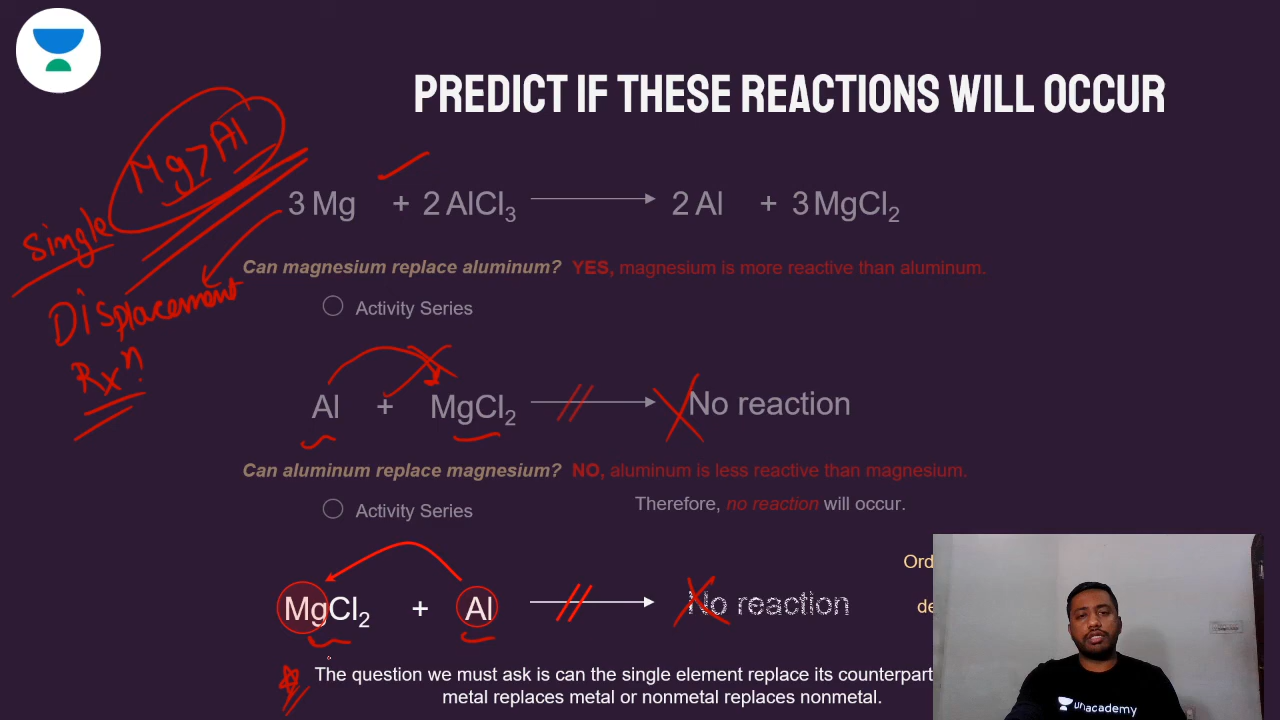 PREDICT IF THESE REACTIONS WILL OCCUR
Mg > Al
Single
Displacement
Rxⁿ
3 Mg + 2 AlCl₃ → 2 Al + 3 MgCl₂
Can magnesium replace aluminum? YES, magnesium is more reactive than aluminum.
Activity Series
Al + MgCl₂ → No reaction
Can aluminum replace magnesium? NO, aluminum is less reactive than magnesium.
Activity Series
Therefore, no reaction will occur.
Ord
MgCl₂ + Al → No reaction
de
The question we must ask is can the single element replace its counterpart
metal replaces metal or nonmetal replaces nonmetal.
unacademy